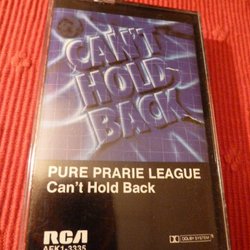 CAN'T
HOLD
BACK
PURE PRARIE LEAGUE
Can't Hold Back
RCA
AFK1-3335
DOLBY SYSTEM